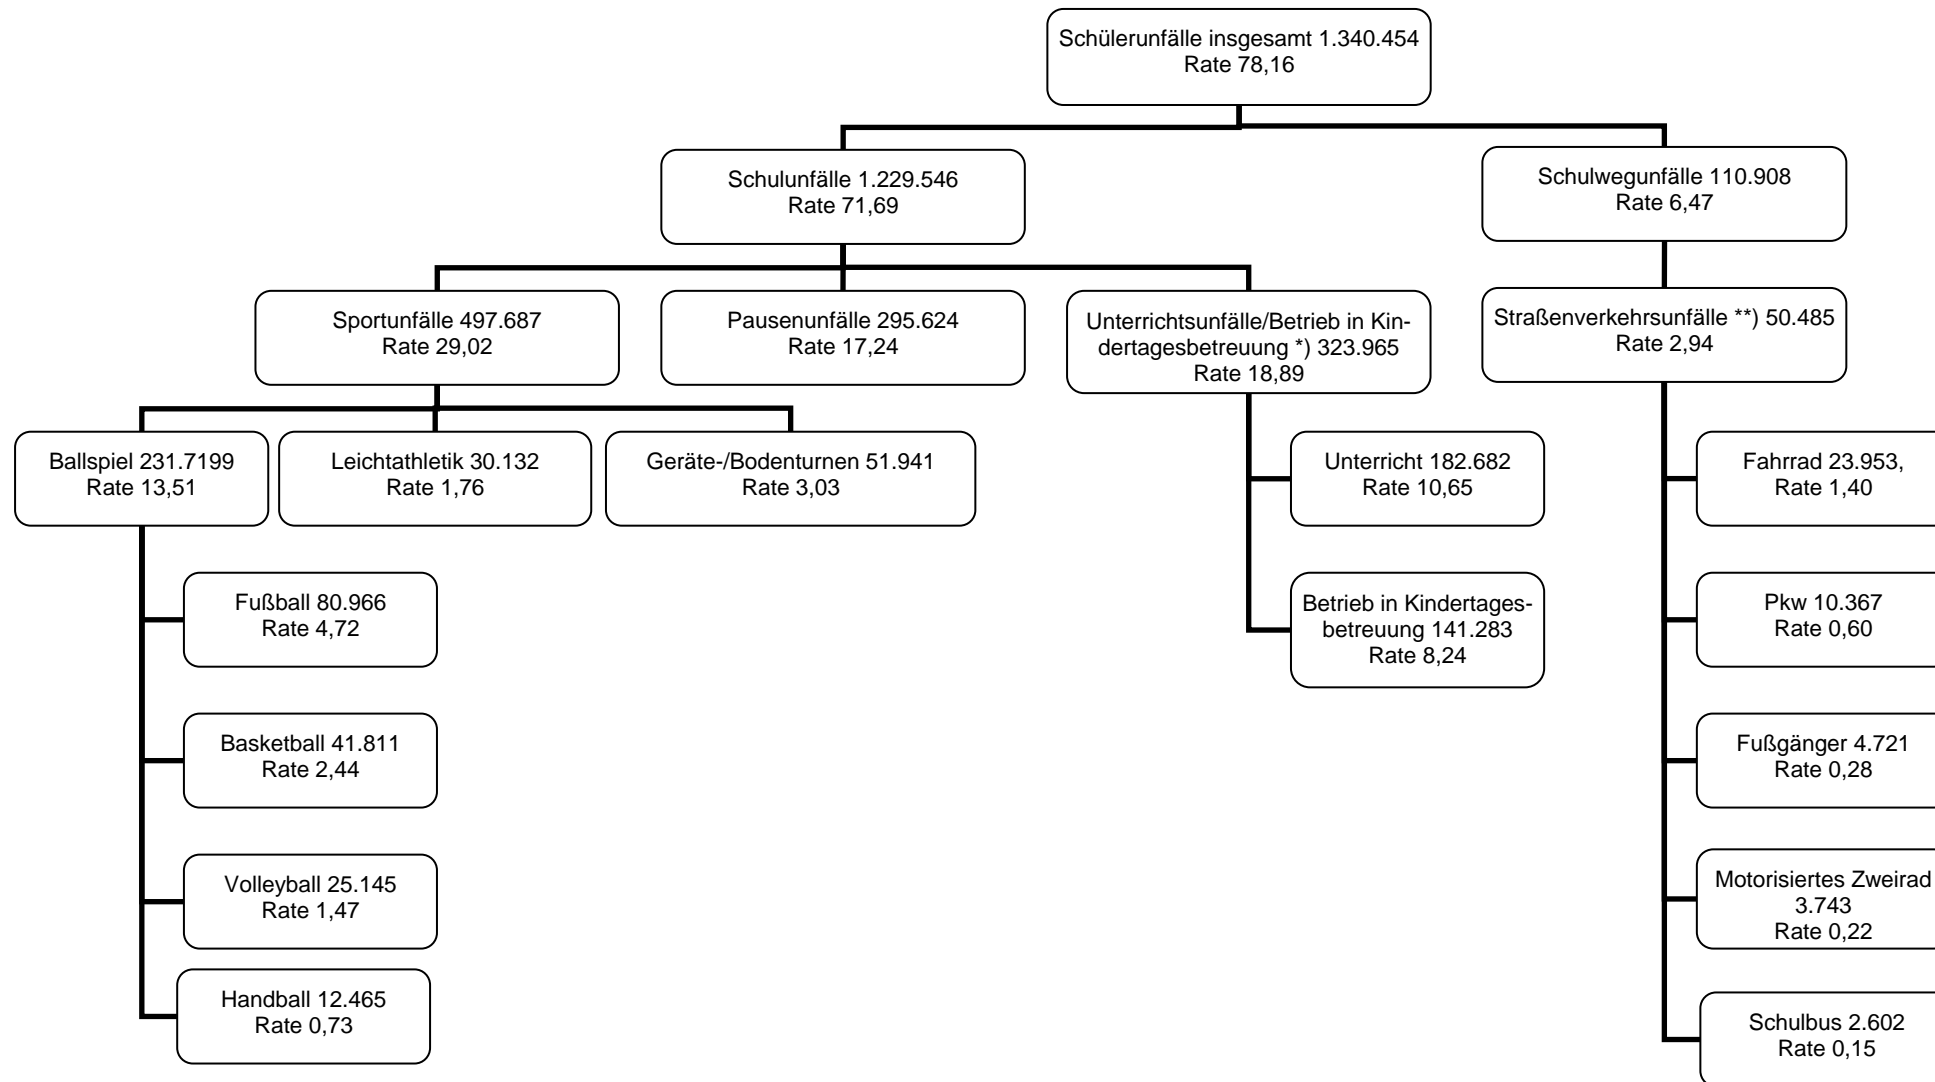 Schülerunfälle insgesamt 1.340.454
Rate 78,16
Schulunfälle 1.229.546
Rate 71,69
Schulwegunfälle 110.908
Rate 6,47
Sportunfälle 497.687
Rate 29,02
Pausenunfälle 295.624
Rate 17,24
Unterrichtsunfälle/Betrieb in Kin-
dertagesbetreuung *) 323.965
Rate 18,89
Straßenverkehrsunfälle **) 50.485
Rate 2,94
Ballspiel 231.7199
Rate 13,51
Leichtathletik 30.132
Rate 1,76
Geräte-/Bodenturnen 51.941
Rate 3,03
Unterricht 182.682
Rate 10,65
Fahrrad 23.953,
Rate 1,40
Fußball 80.966
Rate 4,72
Betrieb in Kindertages-
betreuung 141.283
Rate 8,24
Pkw 10.367
Rate 0,60
Basketball 41.811
Rate 2,44
Fußgänger 4.721
Rate 0,28
Volleyball 25.145
Rate 1,47
Motorisiertes Zweirad
3.743
Rate 0,22
Handball 12.465
Rate 0,73
Schulbus 2.602
Rate 0,15